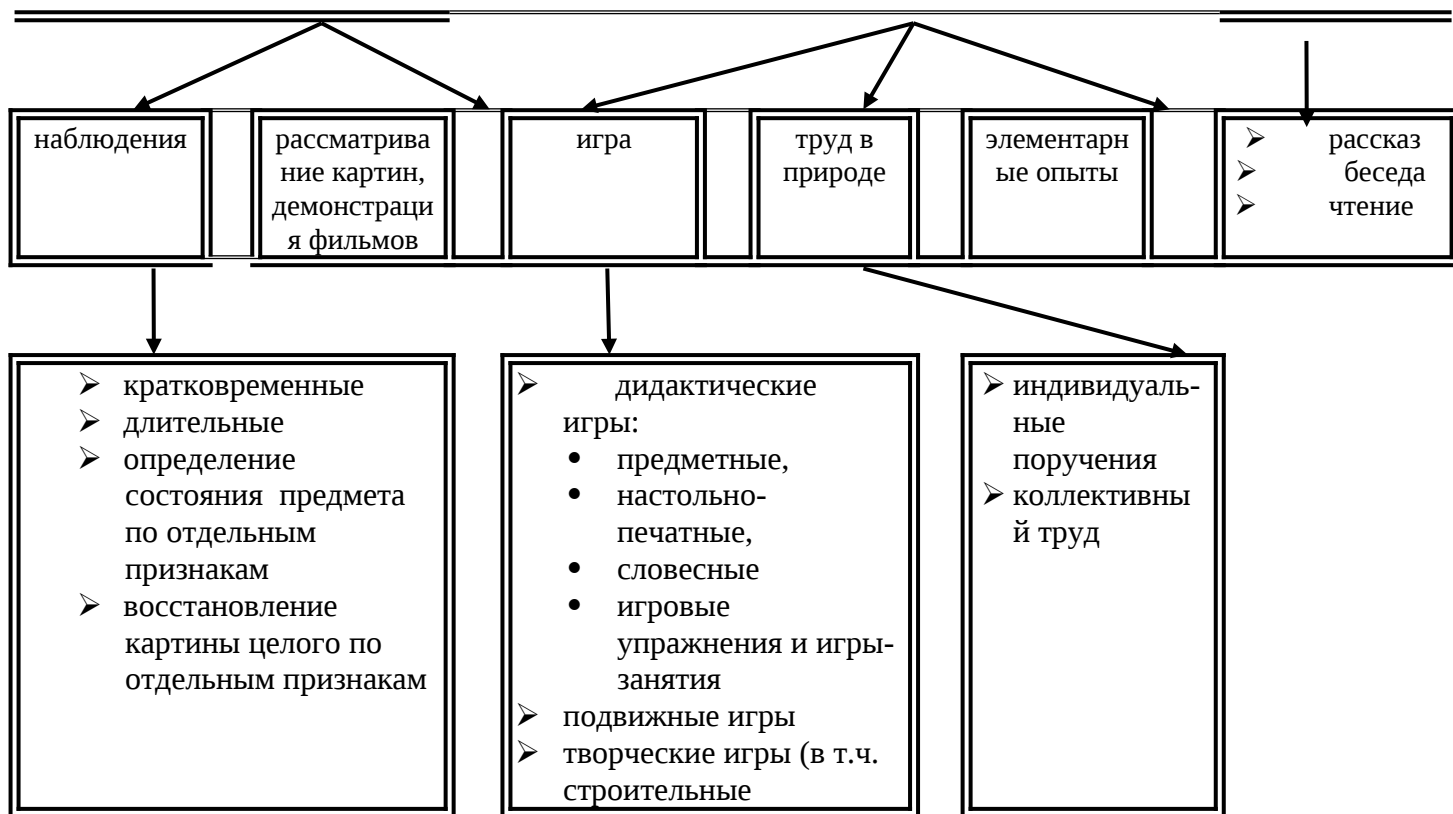 наблюдения
рассматрива
ние картин,
демонстраци
я фильмов
игра
труд в
природе
элементарн
ые опыты
➢ рассказ
➢ беседа
➢ чтение
➢ кратковременные
➢ длительные
➢ определение
состояния предмета
по отдельным
признакам
➢ восстановление
картины целого по
отдельным признакам
➢ дидактические
игры:
• предметные,
• настольно-
печатные,
• словесные
• игровые
упражнения и игры-
занятия
➢ подвижные игры
➢ творческие игры (в т.ч.
строительные
➢ индивидуаль-
ные
поручения
➢ коллективны
й труд